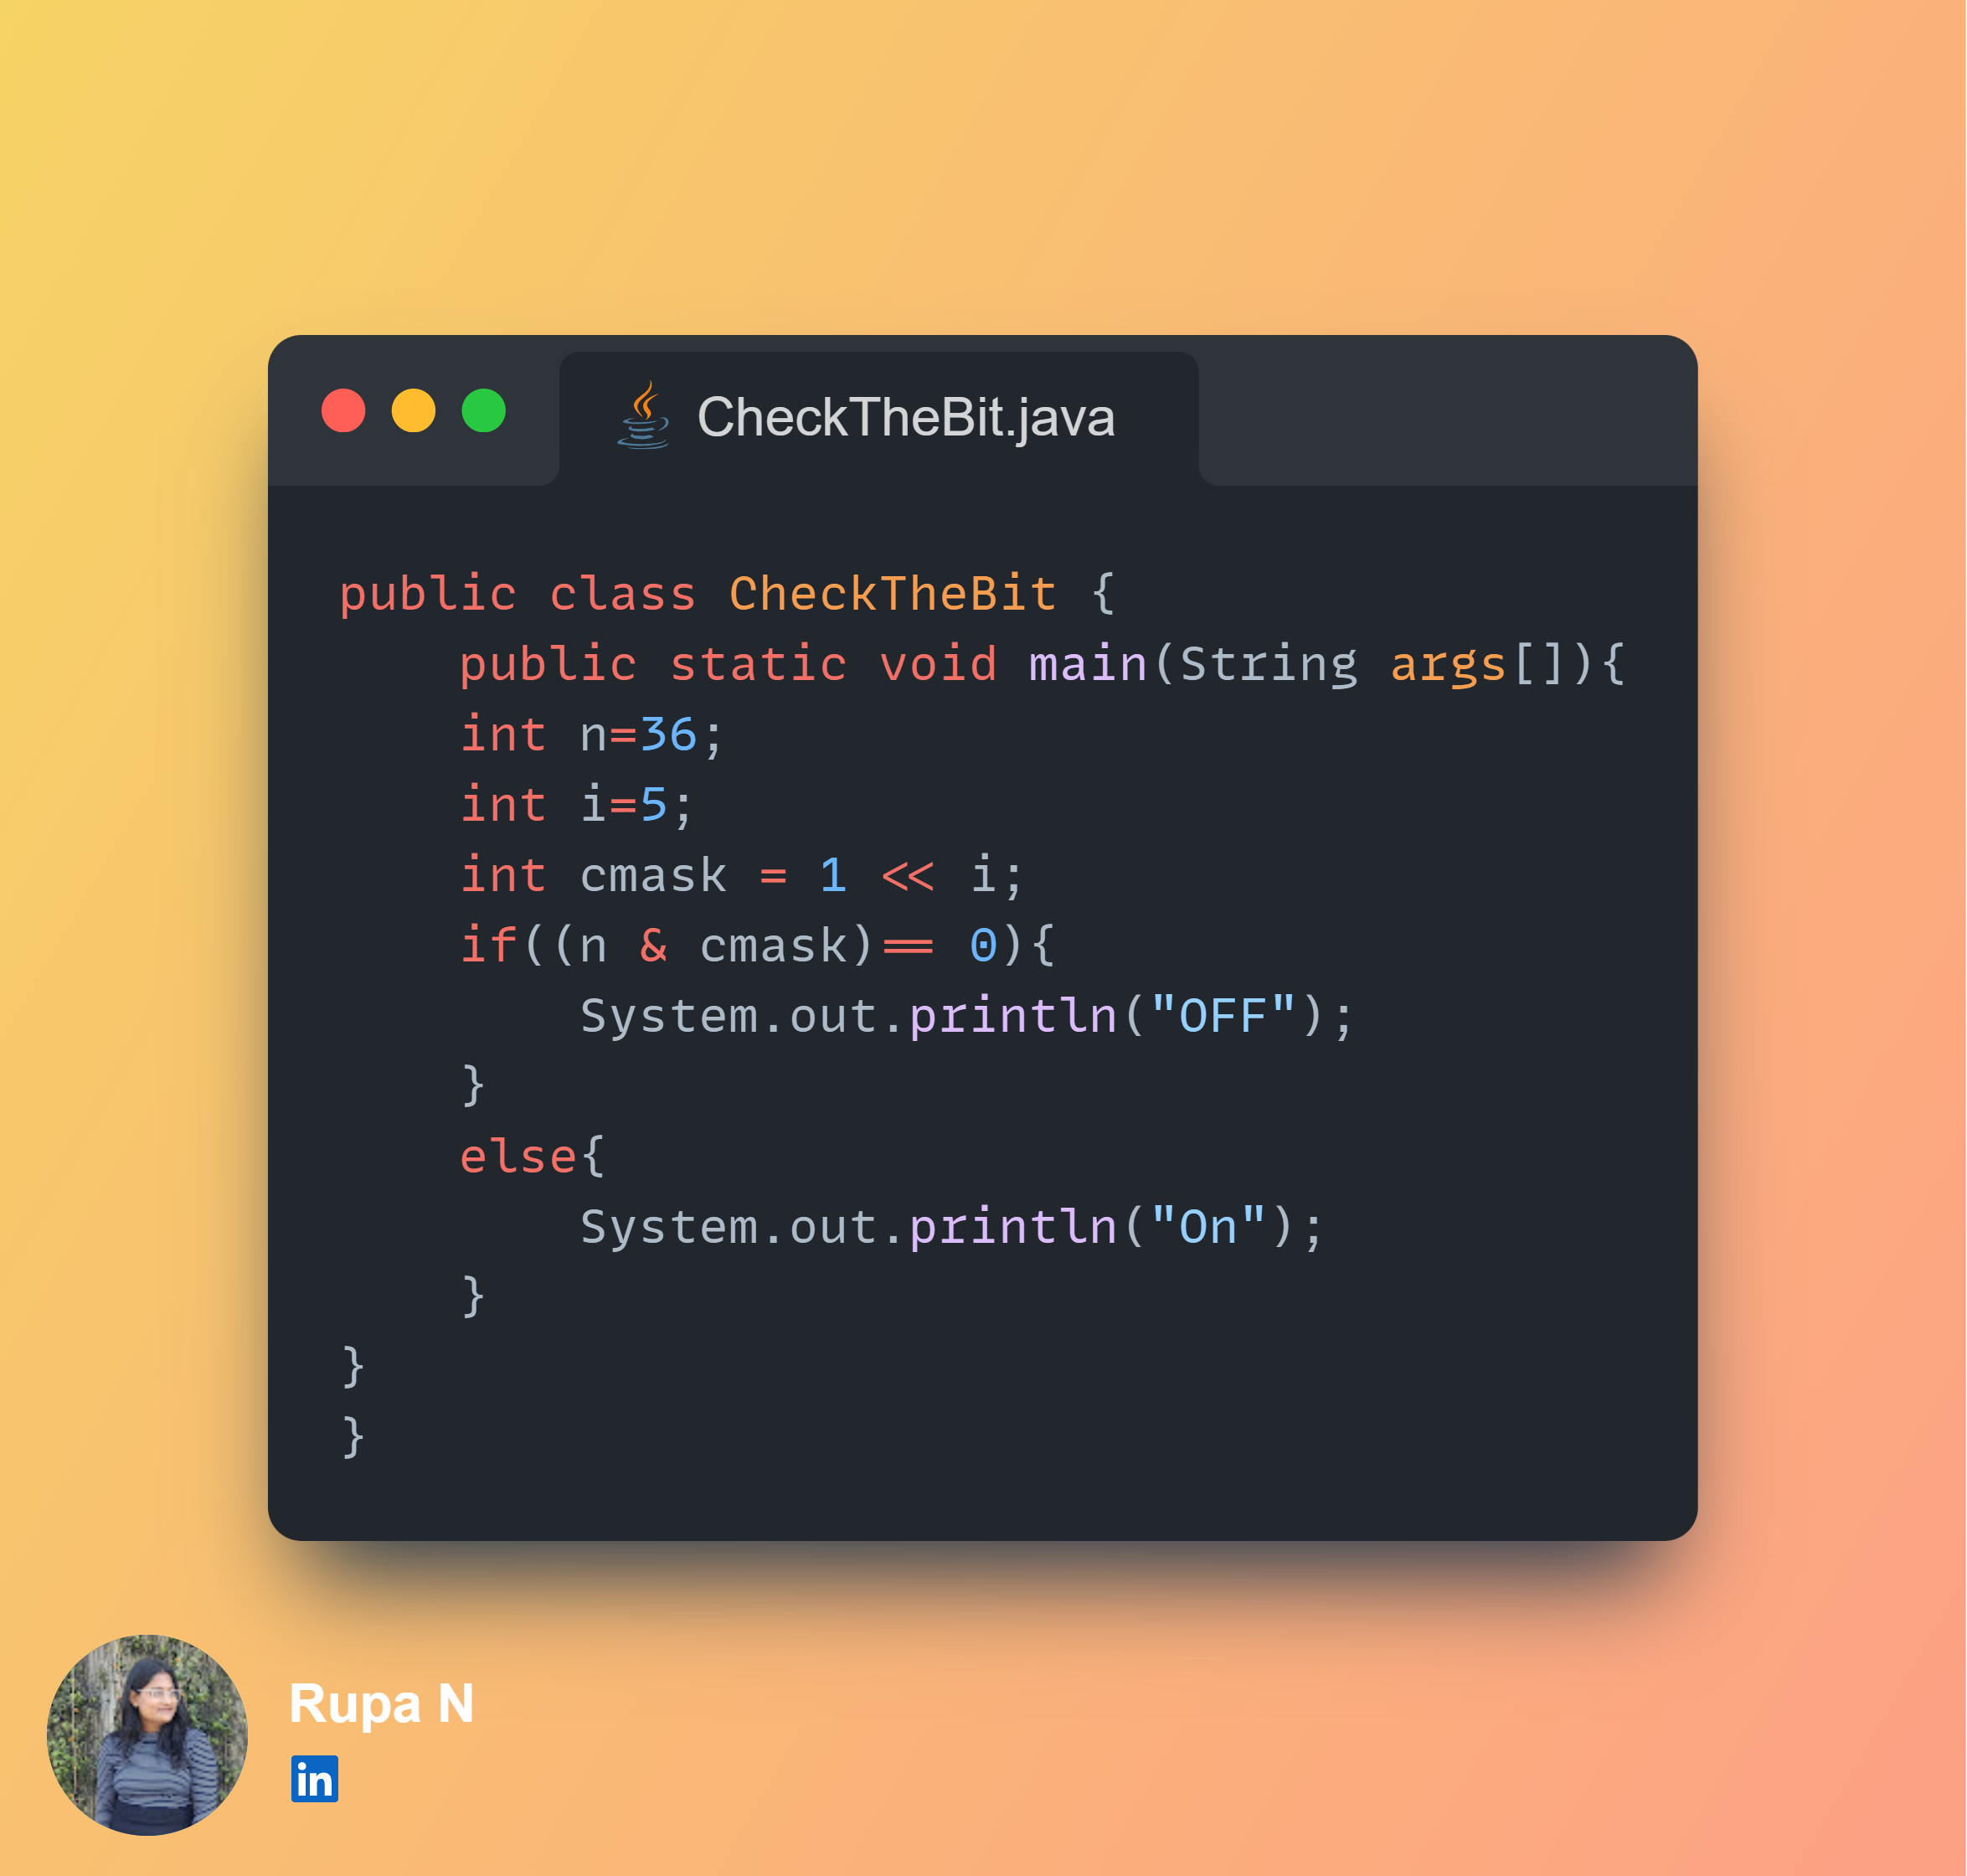 CheckTheBit.java
public class CheckTheBit {
    public static void main(String args[]){
    int n=36;
    int i=5;
    int cmask = 1 << i;
    if((n & cmask)== 0){
        System.out.println("OFF");
    }
    else{
        System.out.println("On");
    }
}
}
Rupa N
in